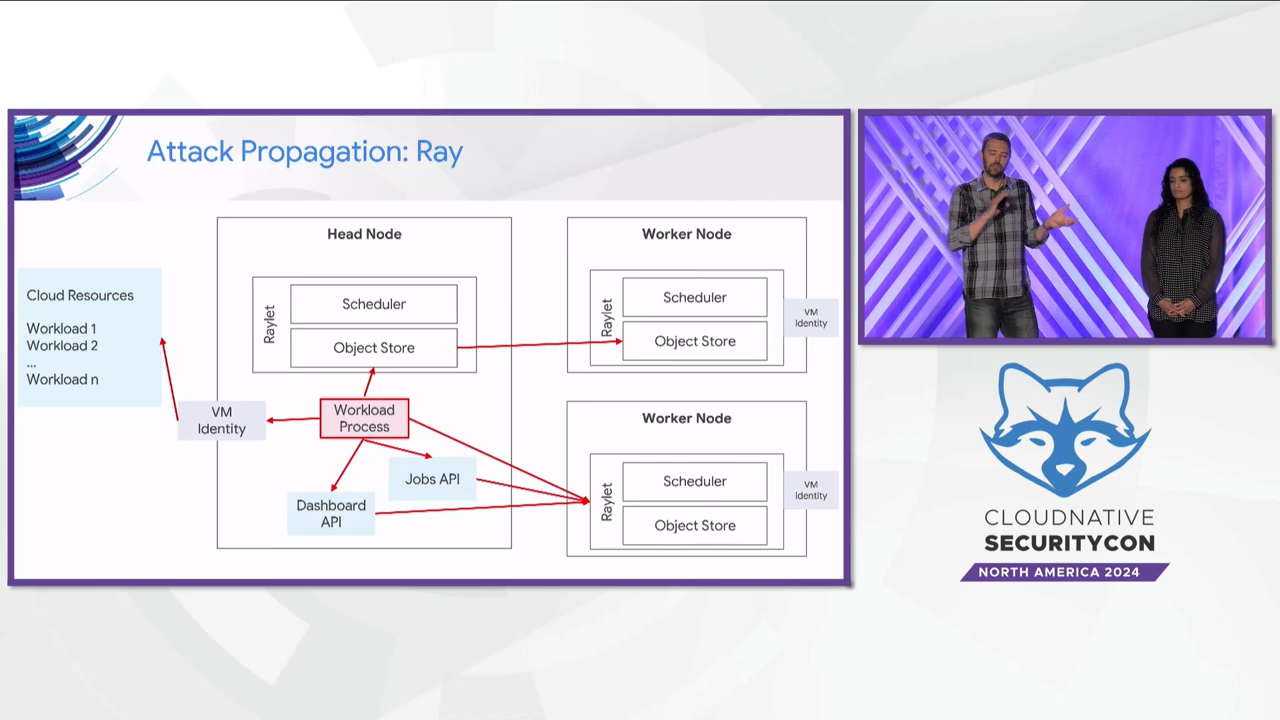 Attack Propagation: Ray
Cloud Resources
Workload 1
Workload 2
...
Workload n
Head Node
Raylet
Scheduler
Object Store
VM
Identity
Workload
Process
Jobs API
Dashboard
API
Worker Node
Raylet
Scheduler
Object Store
VM
Identity
Worker Node
Raylet
Scheduler
Object Store
VM
Identity
CLOUDNATIVE
SECURITYCON
NORTH AMERICA 2024